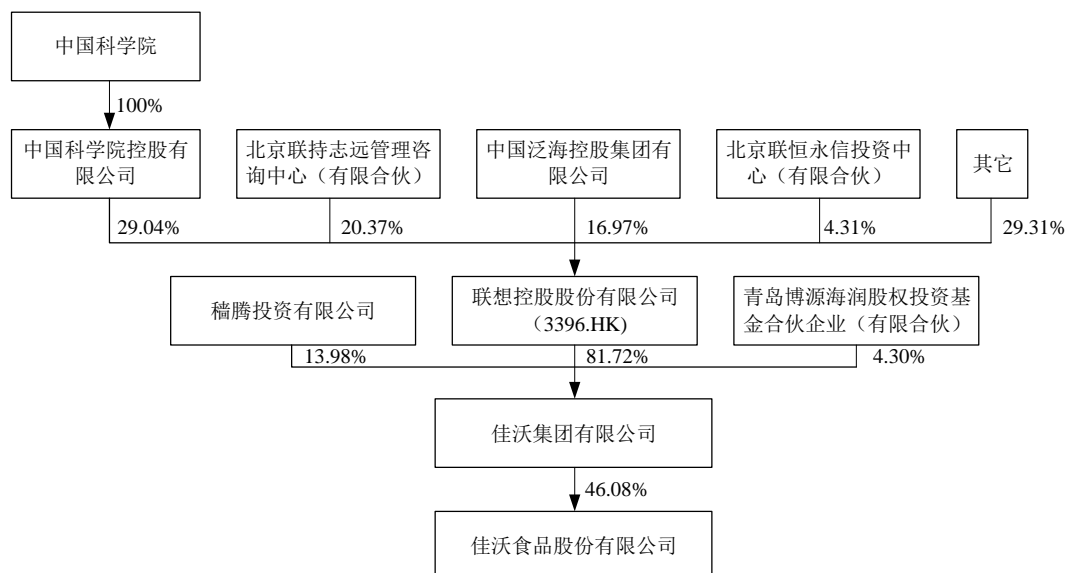 中国科学院
100%
中国科学院控股有
限公司
北京联持志远管理咨
询中心（有限合伙）
中国泛海控股集团有
限公司
北京联恒永信投资中
心（有限合伙）
其它
29.04%
20.37%
16.97%
4.31%
29.31%
穑腾投资有限公司
联想控股股份有限公司
（3396.HK)
青岛博源海润股权投资基
金合伙企业（有限合伙）
13.98%
81.72%
4.30%
佳沃集团有限公司
46.08%
佳沃食品股份有限公司